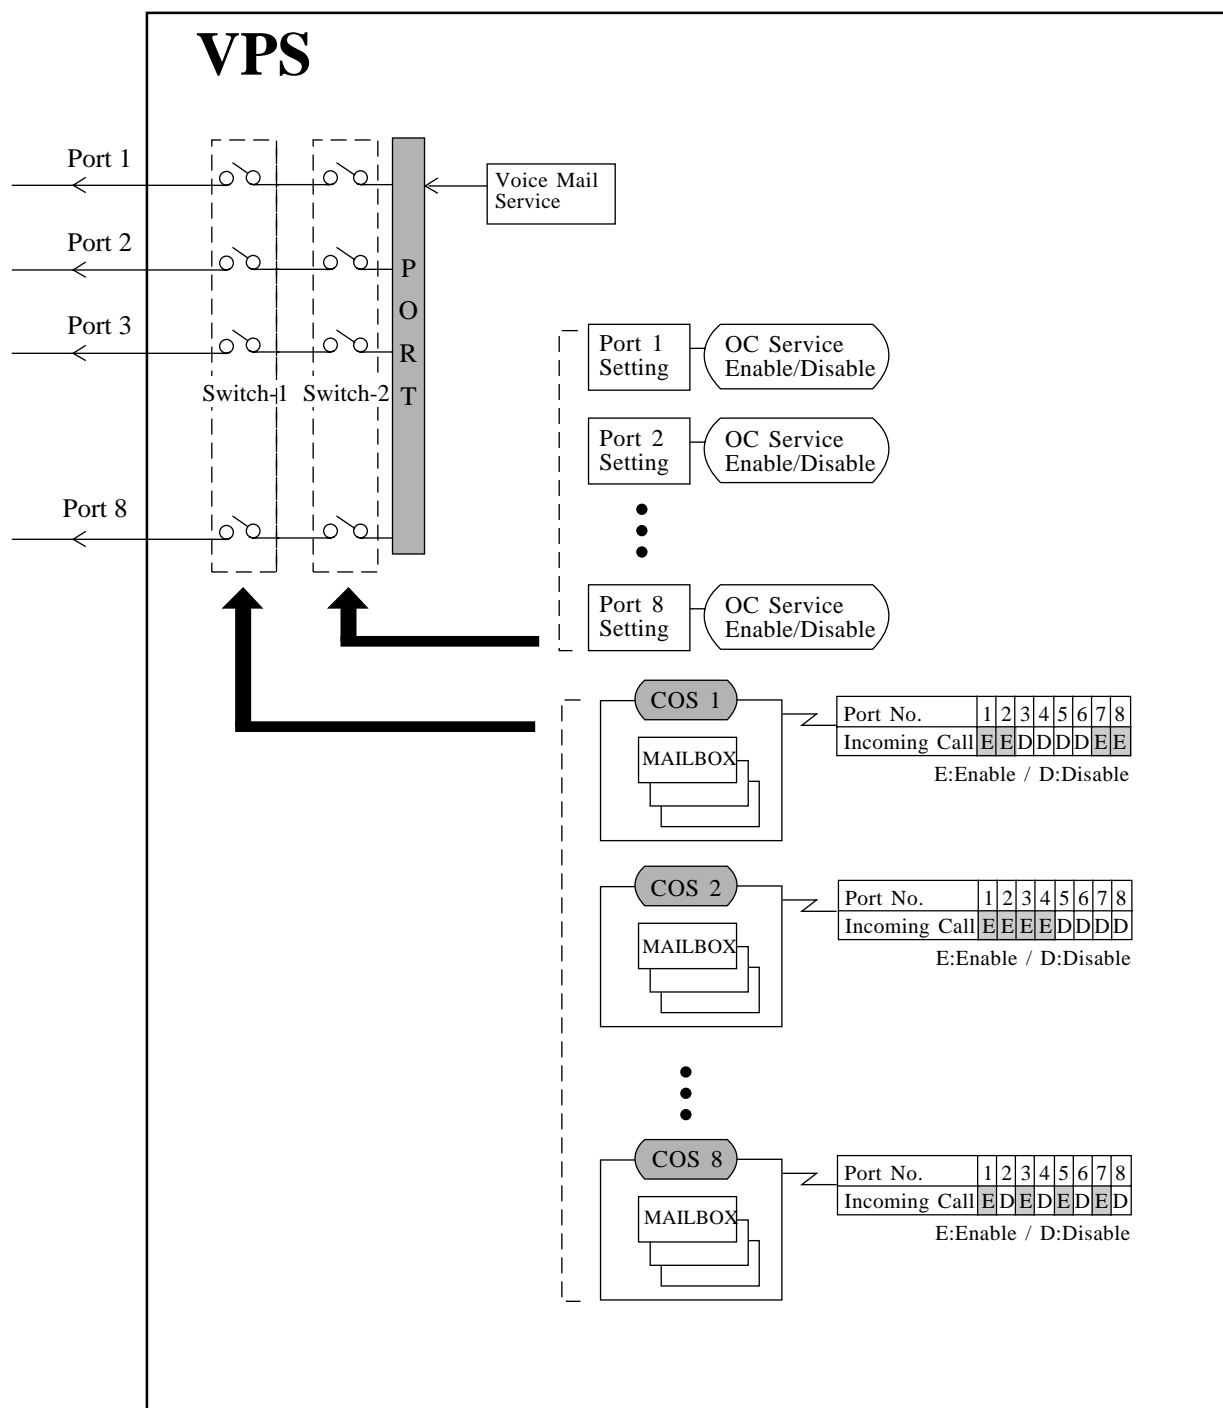 VPS
Port 1
Port 2
Port 3
Port 8
Switch-1
Switch-2
P
O
R
T
Voice Mail
Service
Port 1
Setting
OC Service
Enable/Disable
Port 2
Setting
OC Service
Enable/Disable
Port 8
Setting
OC Service
Enable/Disable
COS 1
MAILBOX
Port No. 1 2 3 4 5 6 7 8
Incoming Call E E D D D D E E
E:Enable / D:Disable
COS 2
MAILBOX
Port No. 1 2 3 4 5 6 7 8
Incoming Call E E E E D D D D
E:Enable / D:Disable
COS 8
MAILBOX
Port No. 1 2 3 4 5 6 7 8
Incoming Call E D E D E D E D
E:Enable / D:Disable